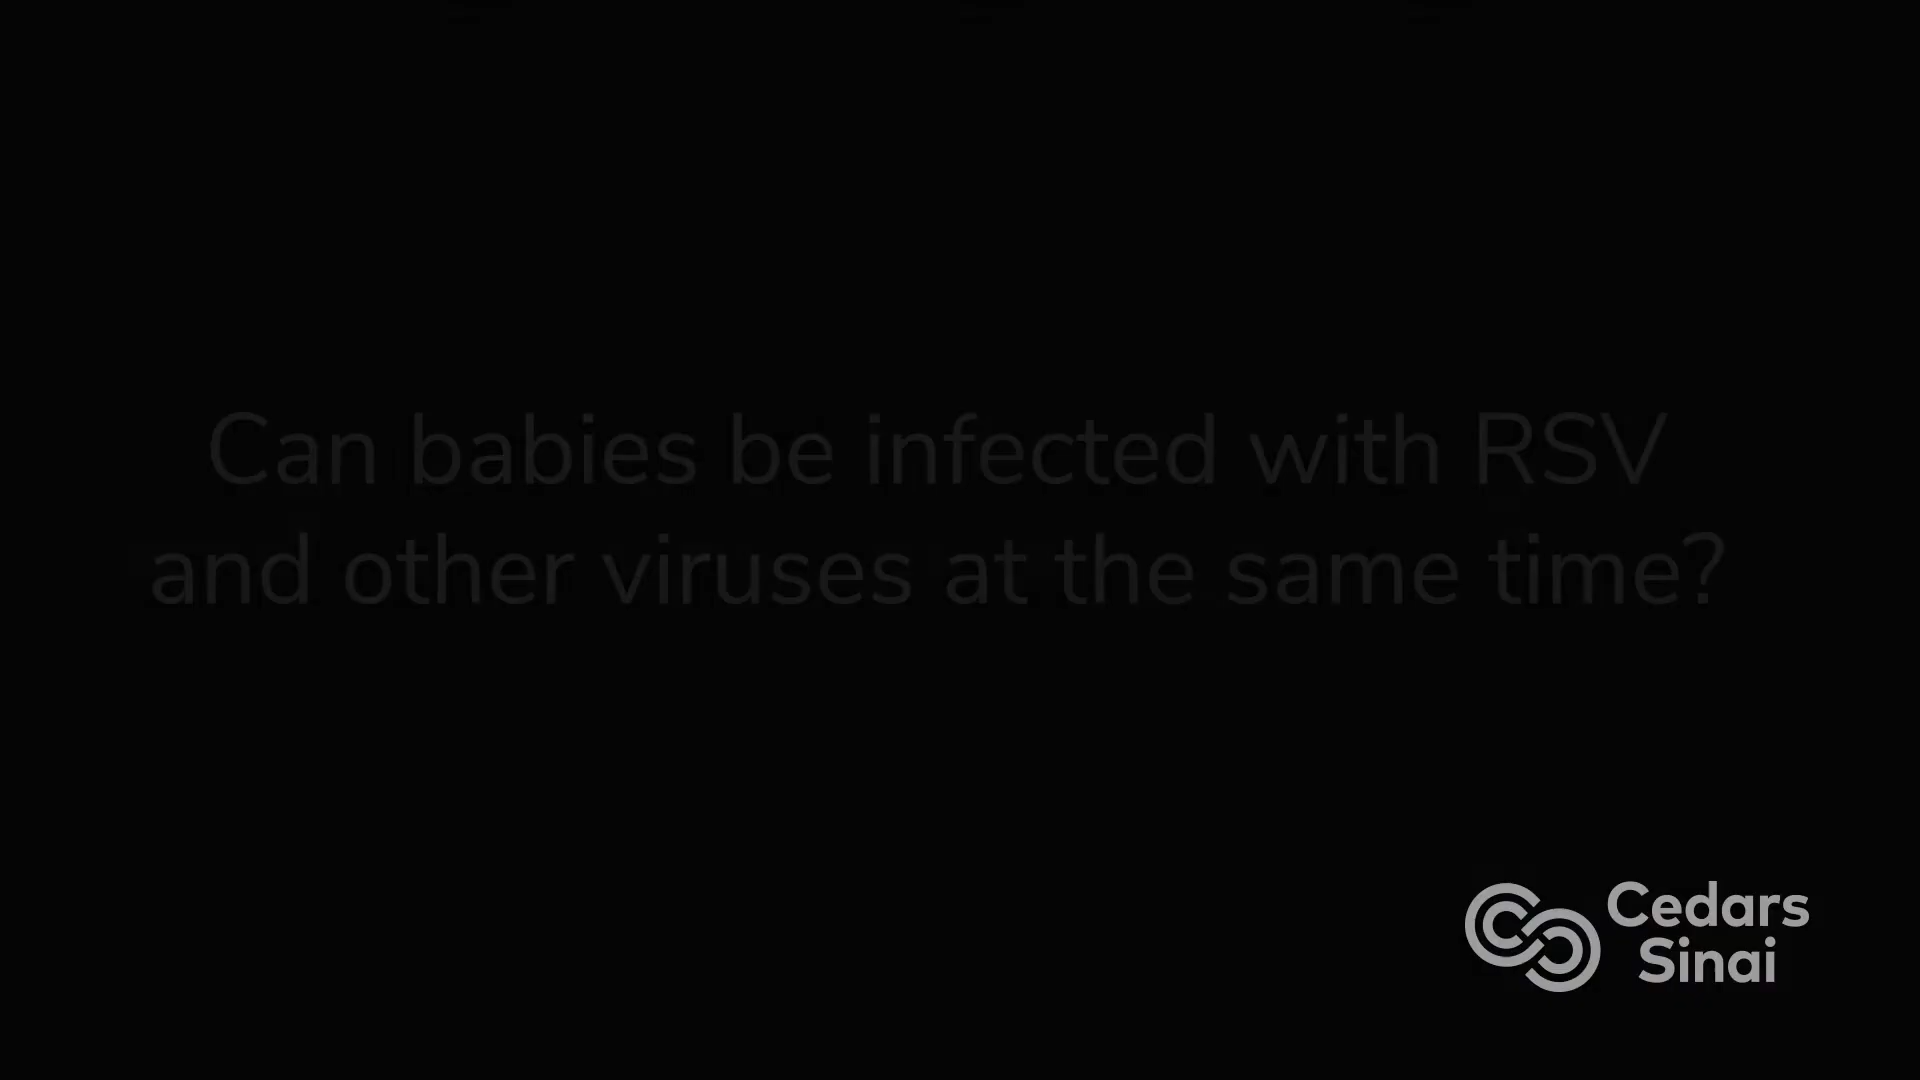 Can babies be infected with RSV
and other viruses at the same time?
Cedars
Sinai